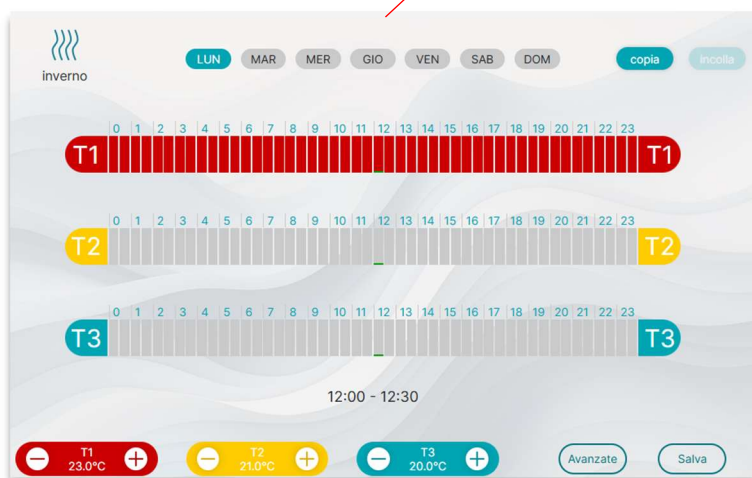 inverno
LUN MAR MER GIO VEN SAB DOM
copia incolla
0 1 2 3 4 5 6 7 8 9 10 11 12 13 14 15 16 17 18 19 20 21 22 23
T1 T1
0 1 2 3 4 5 6 7 8 9 10 11 12 13 14 15 16 17 18 19 20 21 22 23
T2 T2
0 1 2 3 4 5 6 7 8 9 10 11 12 13 14 15 16 17 18 19 20 21 22 23
T3 T3
12:00 - 12:30
T1
23.0°C
T2
21.0°C
T3
20.0°C
Avanzate
Salva